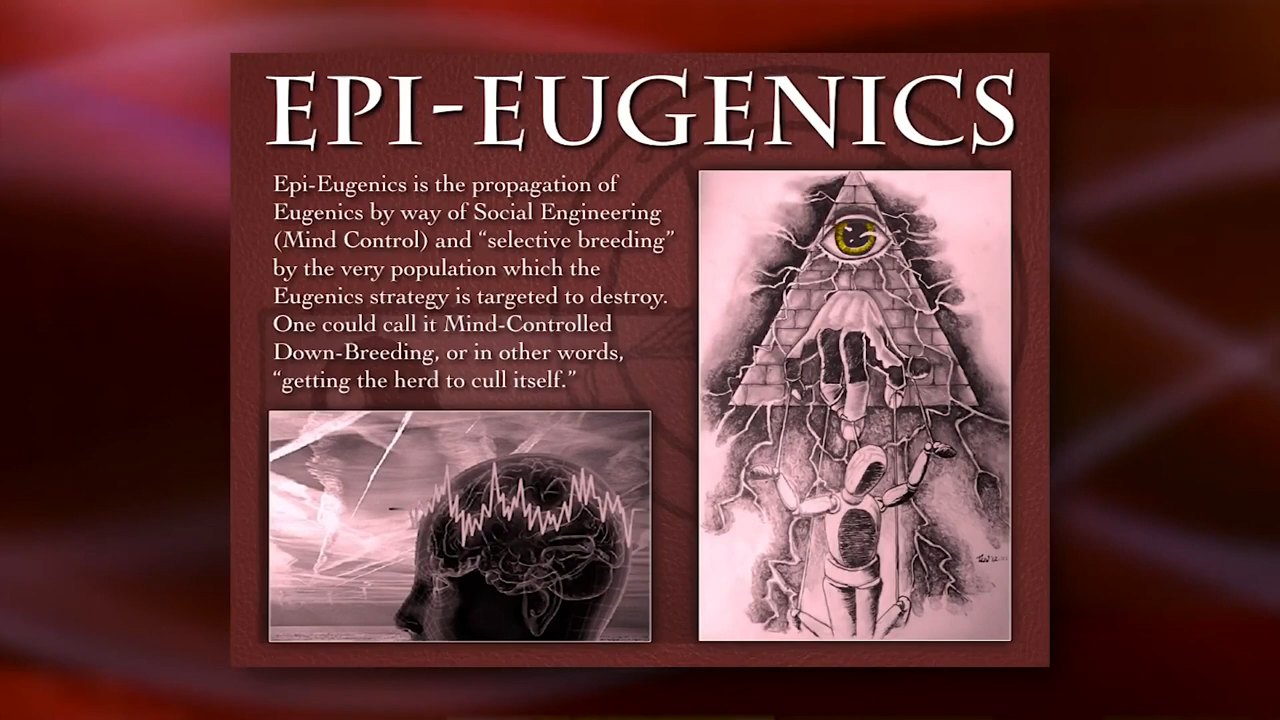 EPI-EUGENICS
Epi-Eugenics is the propagation of
Eugenics by way of Social Engineering
(Mind Control) and “selective breeding”
by the very population which the
Eugenics strategy is targeted to destroy.
One could call it Mind-Controlled
Down-Breeding, or in other words,
“getting the herd to cull itself.”